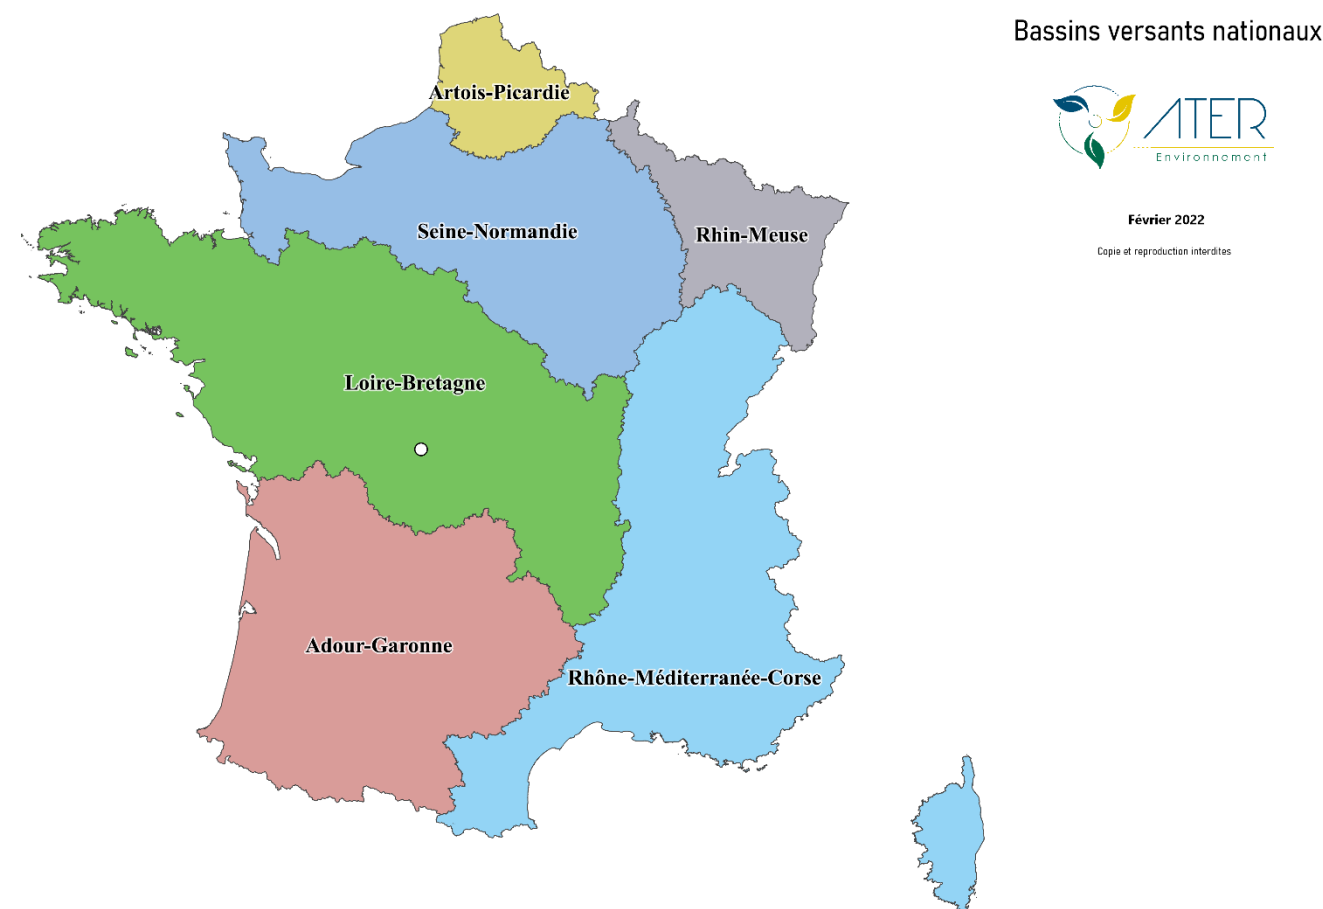 Bassins versants nationaux
ATER
Environnement
Février 2022
Copie et reproduction interdites
Artois-Picardie
Seine-Normandie
Rhin-Meuse
Loire-Bretagne
Adour-Garonne
Rhône-Méditerranée-Corse